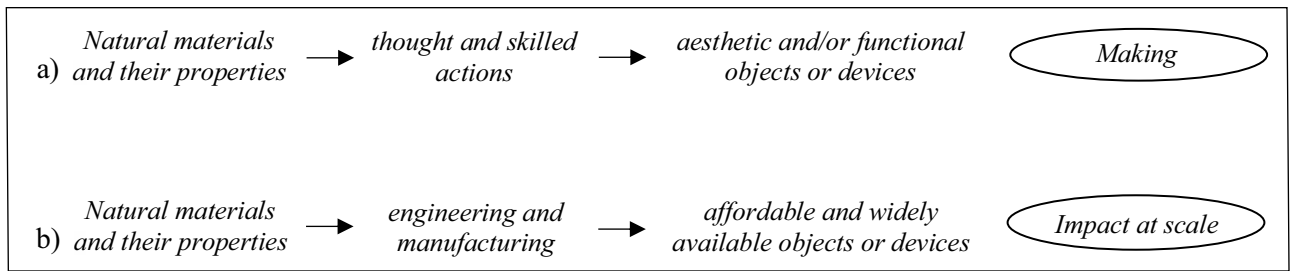 Natural materials
and their properties
a)
thought and skilled
actions
aesthetic and/or functional
objects or devices
Making
Natural materials
and their properties
b)
engineering and
manufacturing
affordable and widely
available objects or devices
Impact at scale